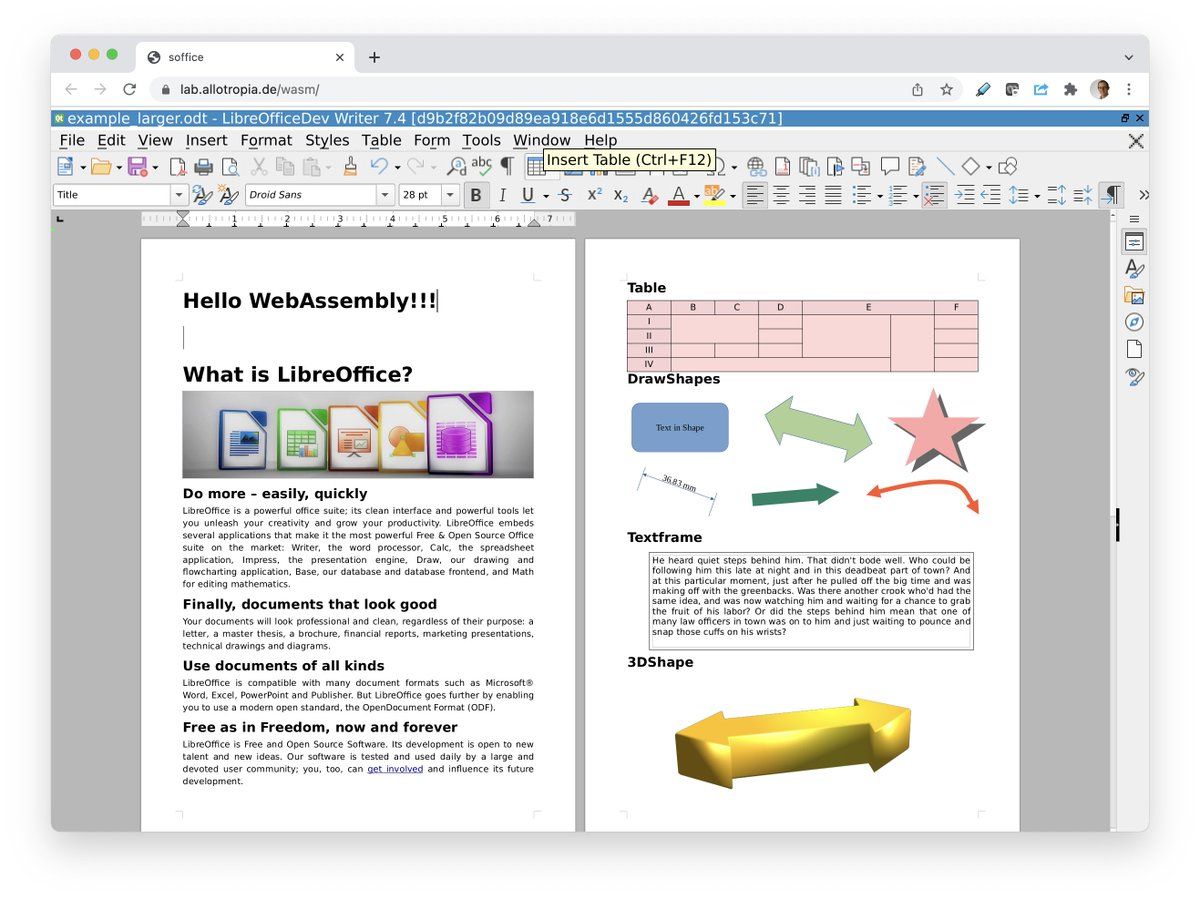 soffice
lab.allotropia.de/wasm/
example_larger.odt - LibreOfficeDev Writer 7.4 [d9b2f82b09d89ea918e6d1555d860426fd153c71]
File Edit View Insert Format Styles Table Form Tools Window Help
Insert Table (Ctrl+F12)
Title Droid Sans 28 pt
1 2 3 4 5 6 7
Hello WebAssembly!!!
What is LibreOffice?
Do more – easily, quickly
LibreOffice is a powerful office suite; its clean interface and powerful tools let
you unleash your creativity and grow your productivity. LibreOffice embeds
several applications that make it the most powerful Free & Open Source Office
suite on the market: Writer, the word processor, Calc, the spreadsheet
application, Impress, the presentation engine, Draw, our drawing and
flowcharting application, Base, our database and database frontend, and Math
for editing mathematics.
Finally, documents that look good
Your documents will look professional and clean, regardless of their purpose: a
letter, a master thesis, a brochure, financial reports, marketing presentations,
technical drawings and diagrams.
Use documents of all kinds
LibreOffice is compatible with many document formats such as Microsoft®
Word, Excel, PowerPoint and Publisher. But LibreOffice goes further by enabling
you to use a modern open standard, the OpenDocument Format (ODF).
Free as in Freedom, now and forever
LibreOffice is Free and Open Source Software. Its development is open to new
talent and new ideas. Our software is tested and used daily by a large and
devoted user community; you, too, can get involved and influence its future
development.
Table
A B C D E F
I
II
III
IV
DrawShapes
Text in Shape
36.83 mm
Textframe
He heard quiet steps behind him. That didn't bode well. Who could be
following him this late at night and in this deadbeat part of town? And
at this particular moment, just after he pulled off the big time and was
making off with the greenbacks. Was there another crook who'd had the
same idea, and was now watching him and waiting for a chance to grab
the fruit of his labor? Or did the steps behind him mean that one of
many law officers in town was on to him and just waiting to pounce and
snap those cuffs on his wrists?
3DShape